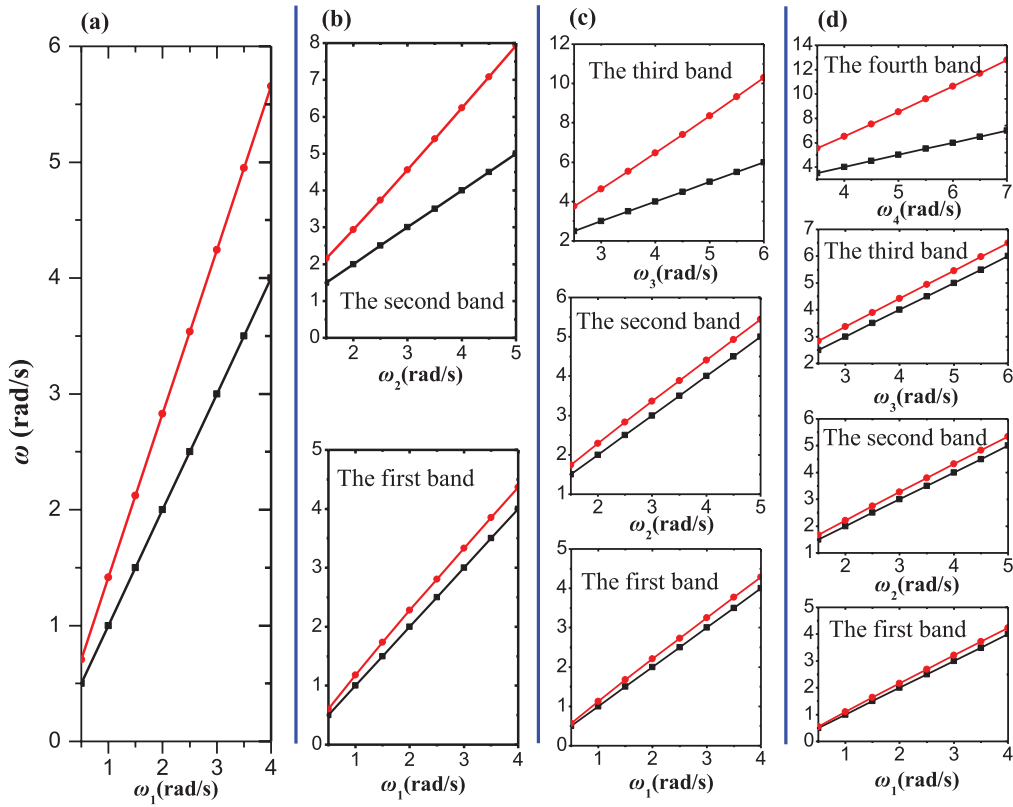 (a)
6
5
4
3
2
1
0
ω (rad/s)
1 2 3 4
ω1(rad/s)
(b)
8
7
6
5
4
3
2
1
0
The second band
2 3 4 5
ω2(rad/s)
5
4
3
2
1
0
The first band
1 2 3 4
ω1(rad/s)
(c)
12
10
8
6
4
2
The third band
3 4 5 6
ω3(rad/s)
6
5
4
3
2
1
The second band
2 3 4 5
ω2(rad/s)
5
4
3
2
1
0
The first band
1 2 3 4
ω1(rad/s)
(d)
14
12
10
8
6
4
The fourth band
4 5 6 7
ω4(rad/s)
7
6
5
4
3
2
The third band
3 4 5 6
ω3(rad/s)
6
5
4
3
2
1
The second band
2 3 4 5
ω2(rad/s)
5
4
3
2
1
0
The first band
1 2 3 4
ω1(rad/s)